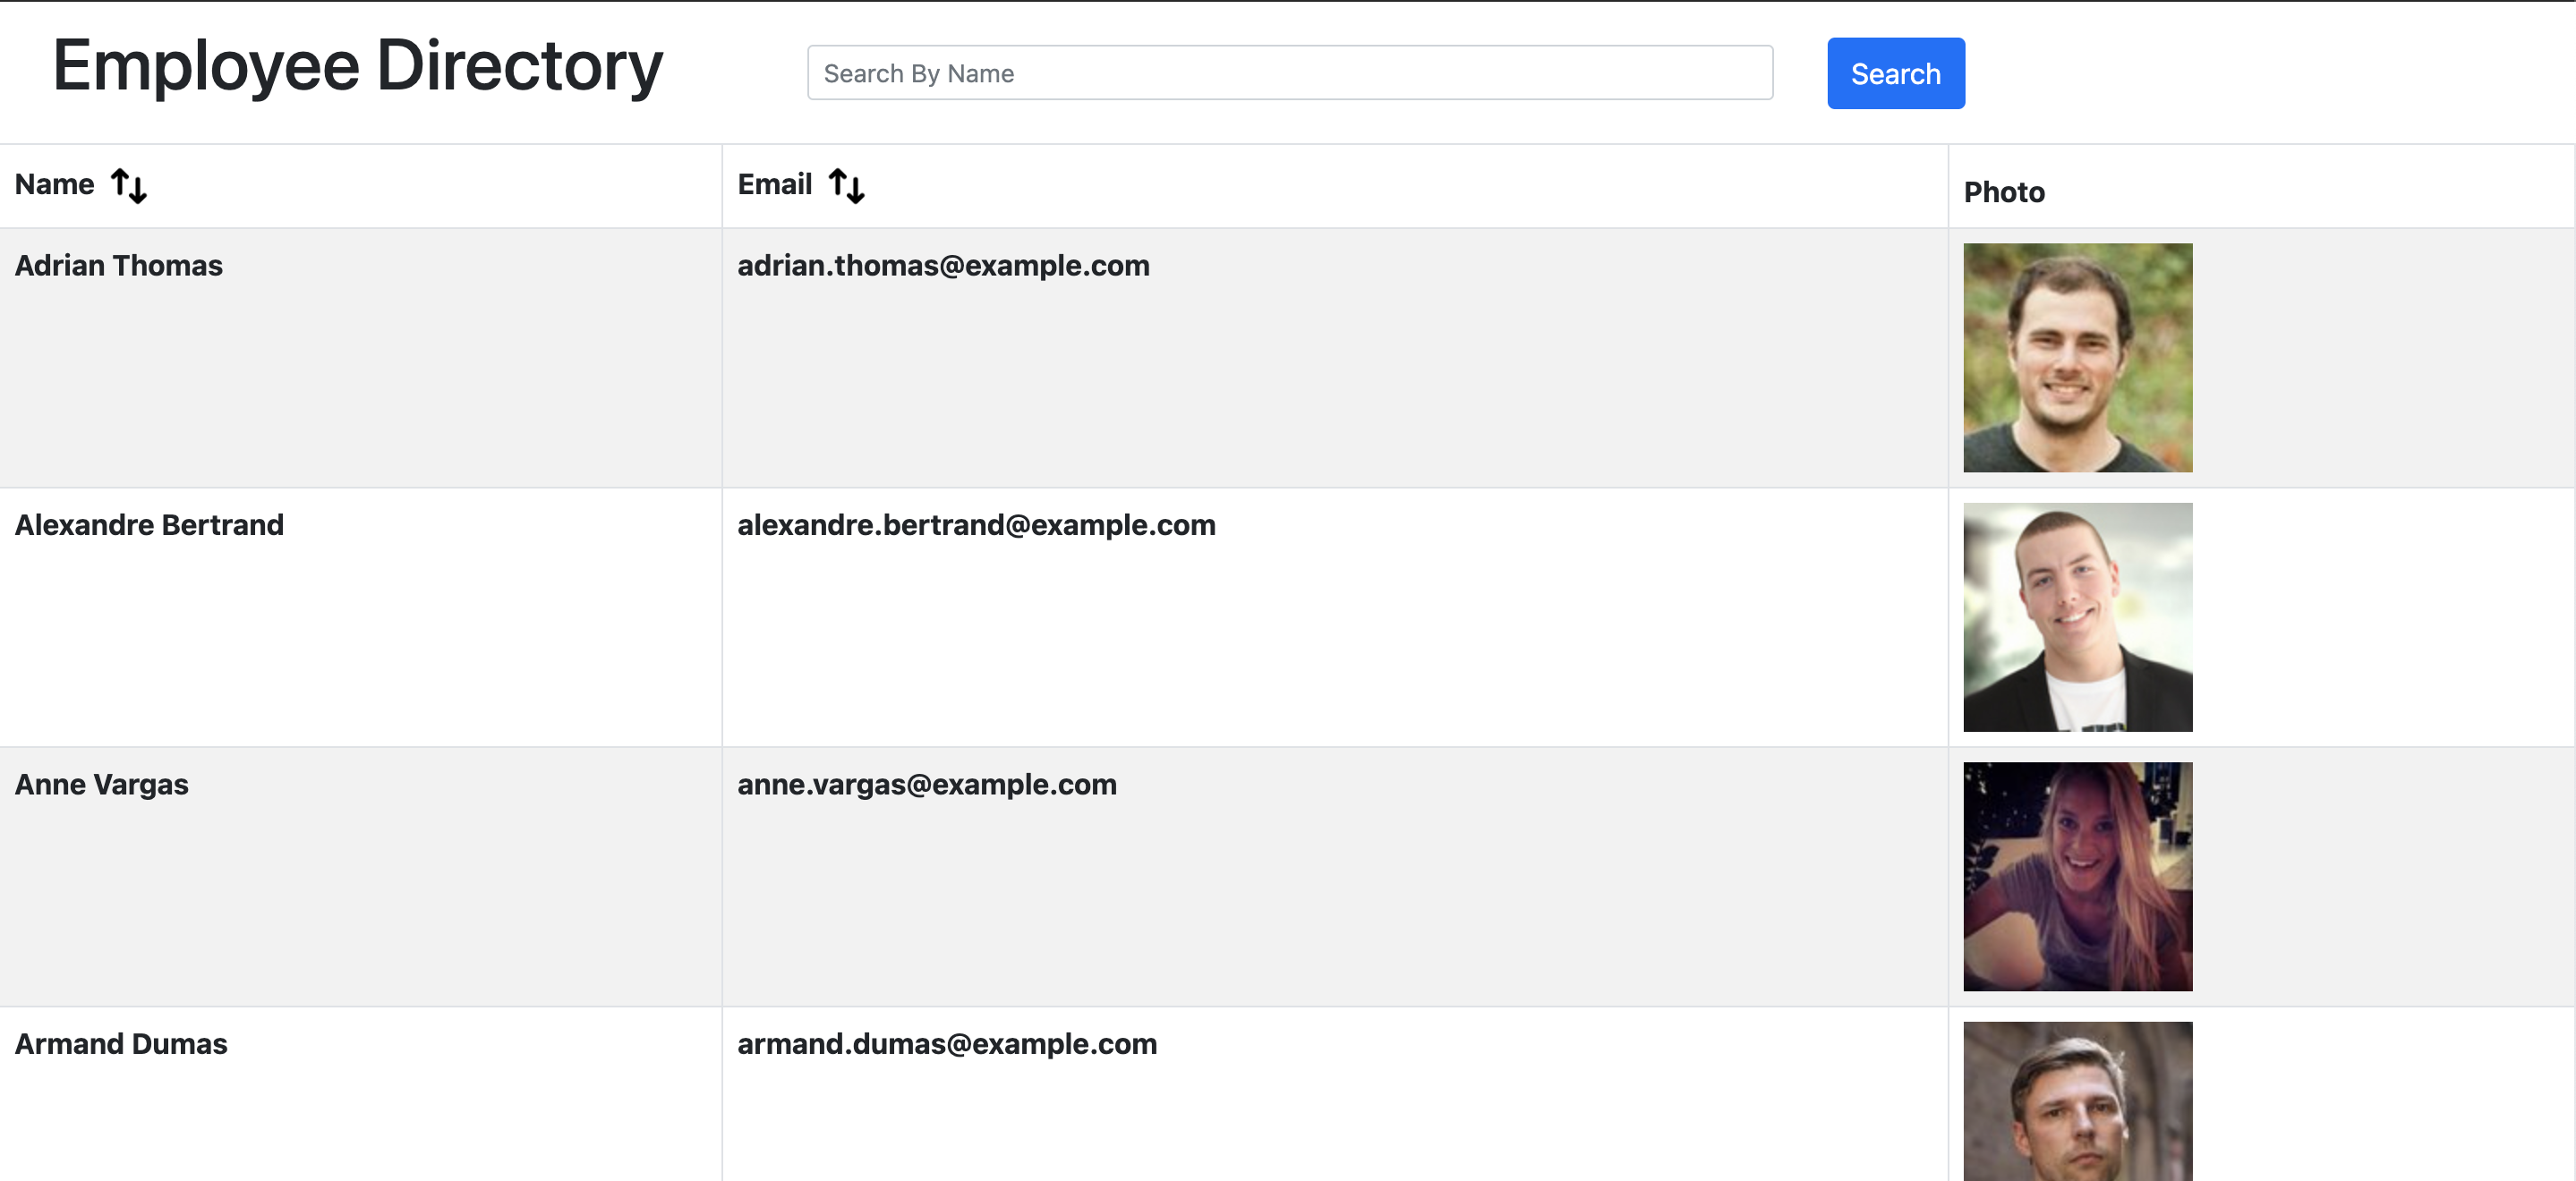 Employee Directory
Search By Name
Search
Name
Email
Photo
Adrian Thomas
adrian.thomas@example.com
Alexandre Bertrand
alexandre.bertrand@example.com
Anne Vargas
anne.vargas@example.com
Armand Dumas
armand.dumas@example.com